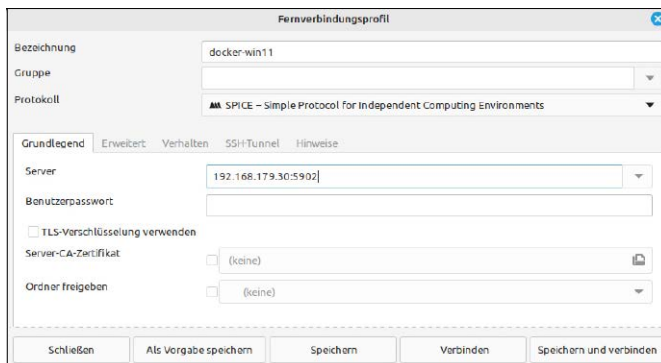 Fernverbindungsprofil
Bezeichnung docker-win11
Gruppe
Protokoll SPICE – Simple Protocol for Independent Computing Environments
Grundlegend Erweitert Verhalten SSH-Tunnel Hinweise
Server 192.168.179.30:5902
Benutzerpasswort
TLS-Verschlüsselung verwenden
Server-CA-Zertifikat (keine)
Ordner freigeben (keine)
Schließen Als Vorgabe speichern Speichern Verbinden Speichern und verbinden